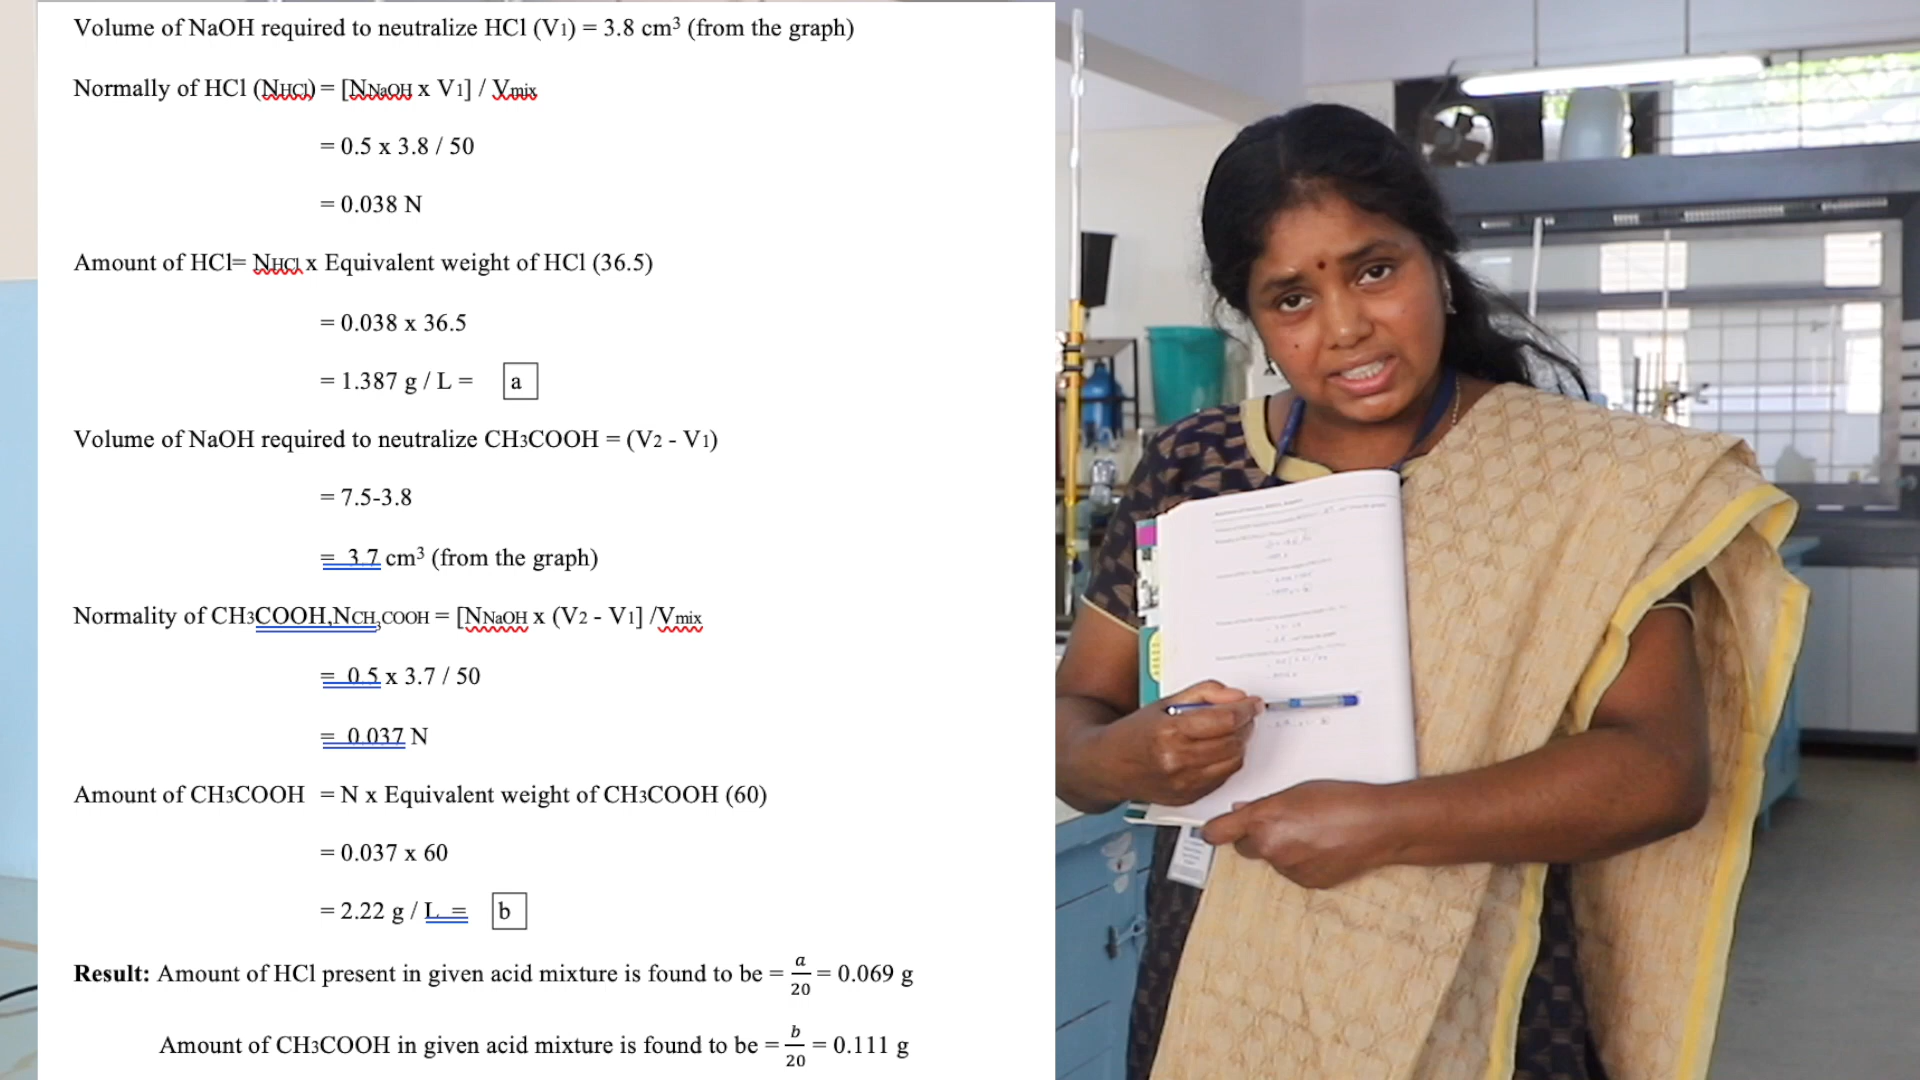 Volume of NaOH required to neutralize HCl (V1) = 3.8 cm³ (from the graph)
Normally of HCl (NHCl) = [NNaOH x V1] / Vmix
= 0.5 x 3.8 / 50
= 0.038 N
Amount of HCl= NHCl x Equivalent weight of HCl (36.5)
= 0.038 x 36.5
= 1.387 g / L = a
Volume of NaOH required to neutralize CH3COOH = (V2 - V1)
= 7.5-3.8
= 3.7 cm³ (from the graph)
Normality of CH3COOH,NCH3COOH = [NNaOH x (V2 - V1] /Vmix
= 0.5 x 3.7 / 50
= 0.037 N
Amount of CH3COOH = N x Equivalent weight of CH3COOH (60)
= 0.037 x 60
= 2.22 g / L = b
Result: Amount of HCl present in given acid mixture is found to be = a/20 = 0.069 g
Amount of CH3COOH in given acid mixture is found to be = b/20 = 0.111 g